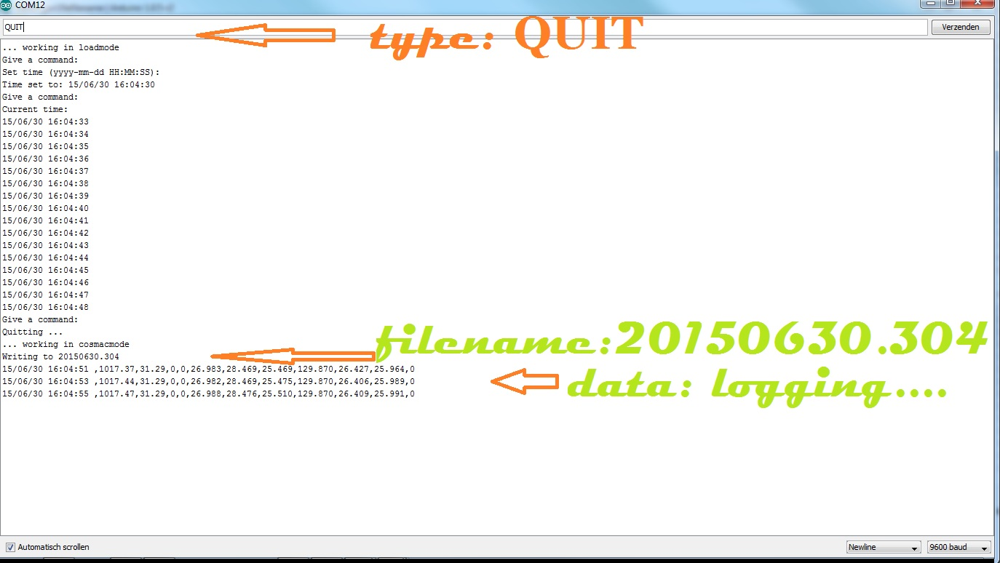 COM12
QUIT
Verzenden
type: QUIT
... working in loadmode
Give a command:
Set time (yyyy-mm-dd HH:MM:SS):
Time set to: 15/06/30 16:04:30
Give a command:
Current time:
15/06/30 16:04:33
15/06/30 16:04:34
15/06/30 16:04:35
15/06/30 16:04:36
15/06/30 16:04:37
15/06/30 16:04:38
15/06/30 16:04:39
15/06/30 16:04:40
15/06/30 16:04:41
15/06/30 16:04:42
15/06/30 16:04:43
15/06/30 16:04:44
15/06/30 16:04:45
15/06/30 16:04:46
15/06/30 16:04:47
15/06/30 16:04:48
Give a command:
Quitting ...
... working in cosmacmode
filename:20150630.304
Writing to 20150630.304
15/06/30 16:04:51 ,1017.37,31.29,0,0,26.983,28.469,25.469,129.870,26.427,25.964,0
15/06/30 16:04:53 ,1017.44,31.29,0,0,26.982,28.469,25.475,129.870,26.406,25.989,0
data: logging....
15/06/30 16:04:55 ,1017.47,31.29,0,0,26.988,28.476,25.510,129.870,26.409,25.991,0
Automatisch scrollen
Newline
9600 baud